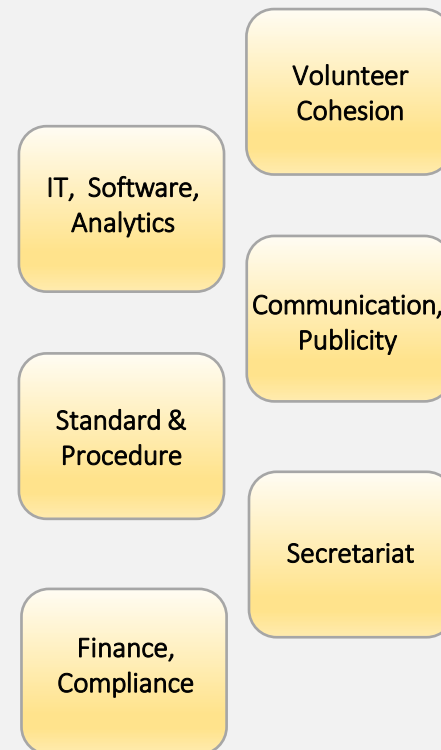 Volunteer
Cohesion
IT, Software,
Analytics
Communication,
Publicity
Standard &
Procedure
Secretariat
Finance,
Compliance